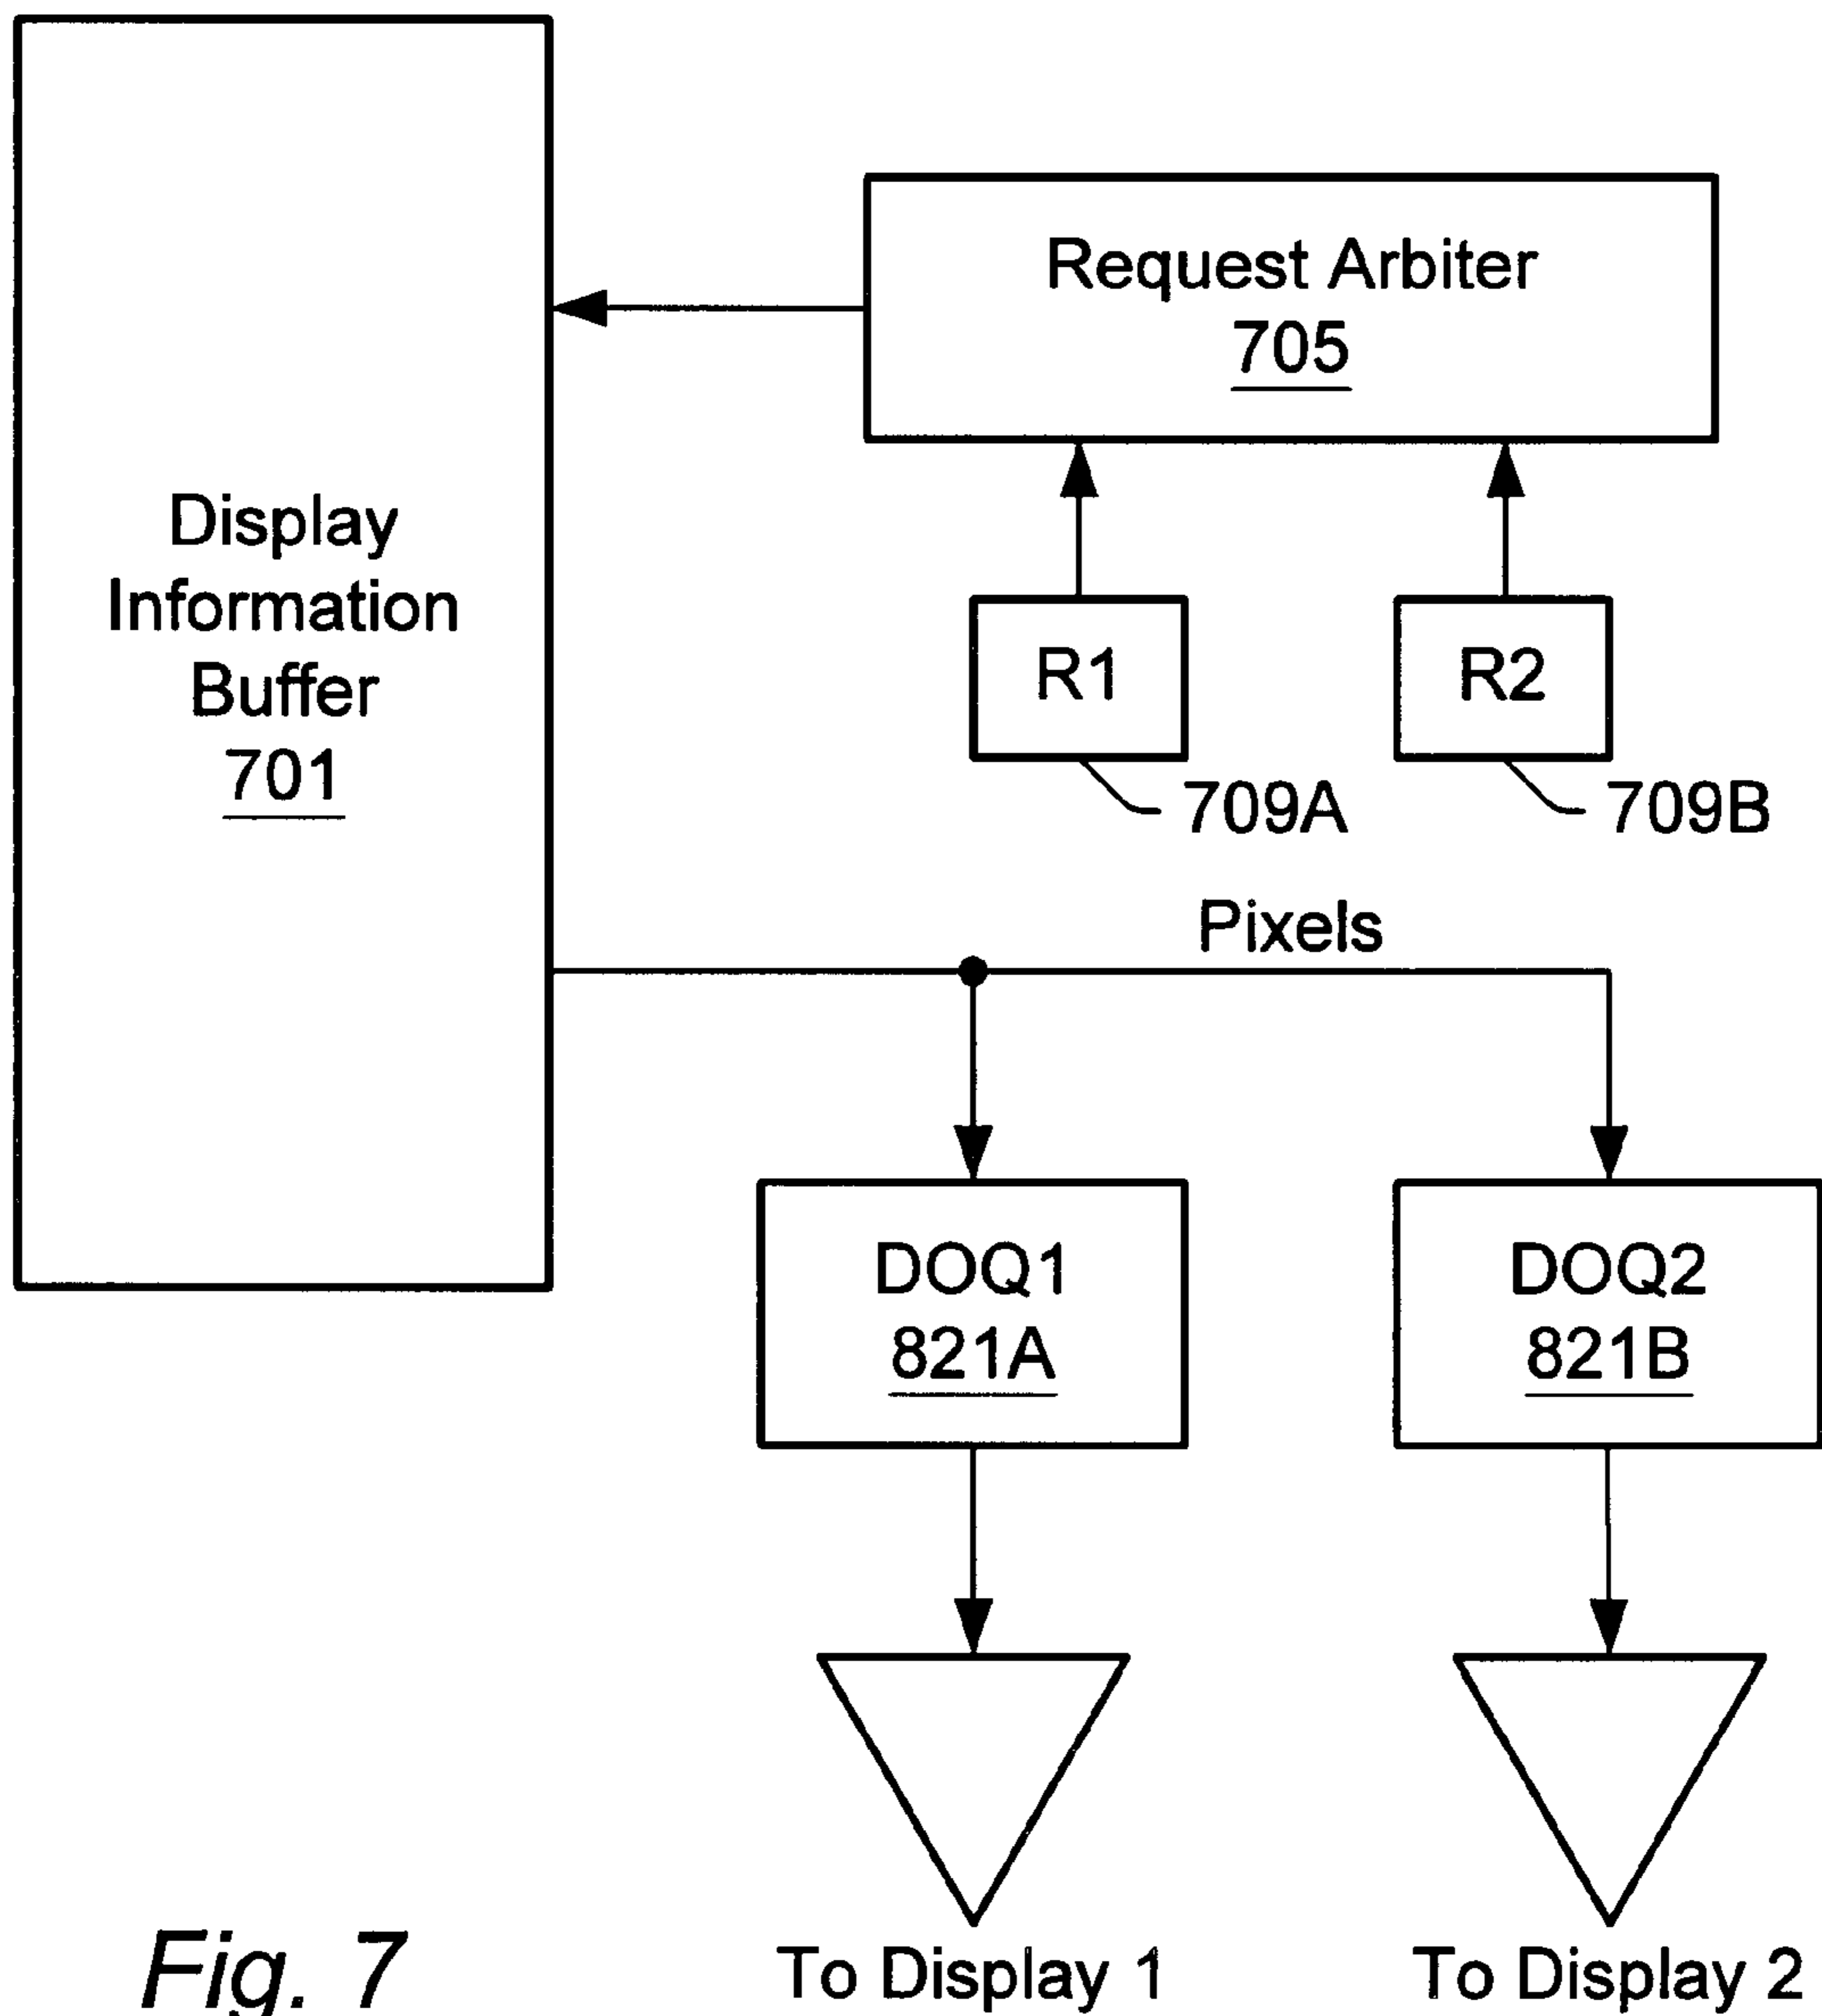 Request Arbiter
705
Display
Information
Buffer
701
R1
R2
709A
709B
Pixels
DOQ1
821A
DOQ2
821B
To Display 1
To Display 2
Fig. 7